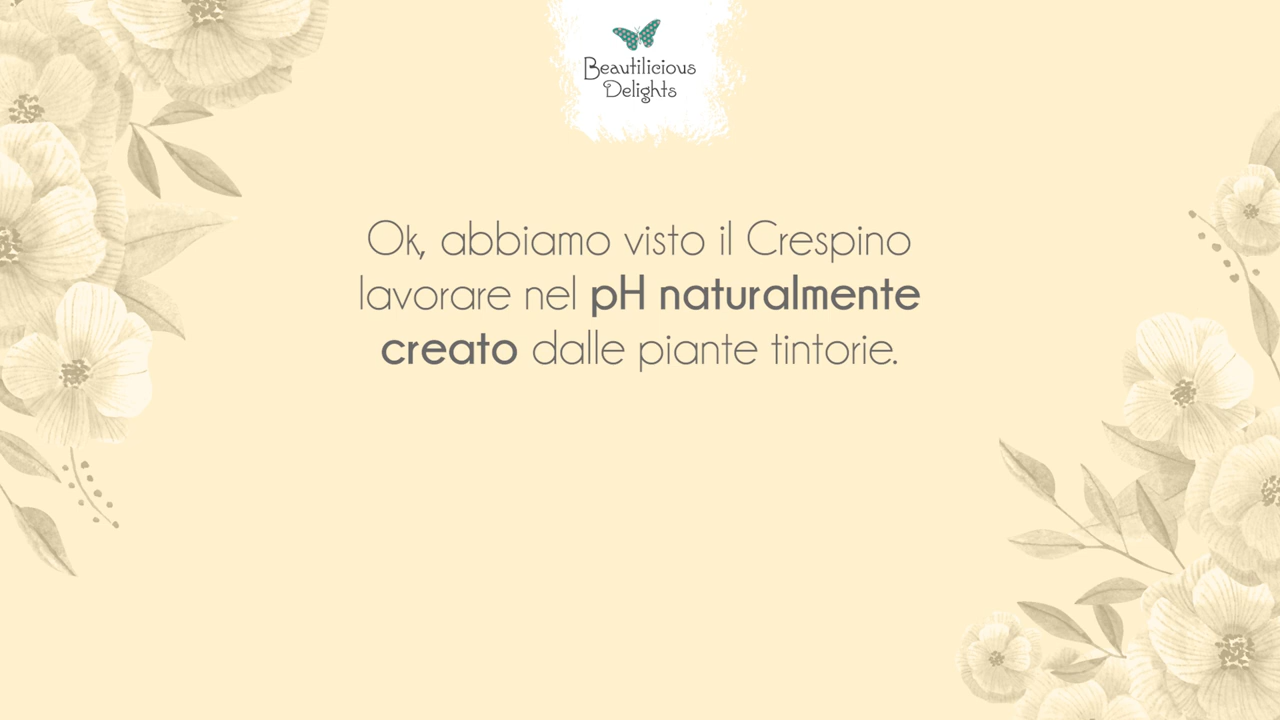 Beautilicious
Delights
Ok, abbiamo visto il Crespino
lavorare nel pH naturalmente
creato dalle piante tintorie.